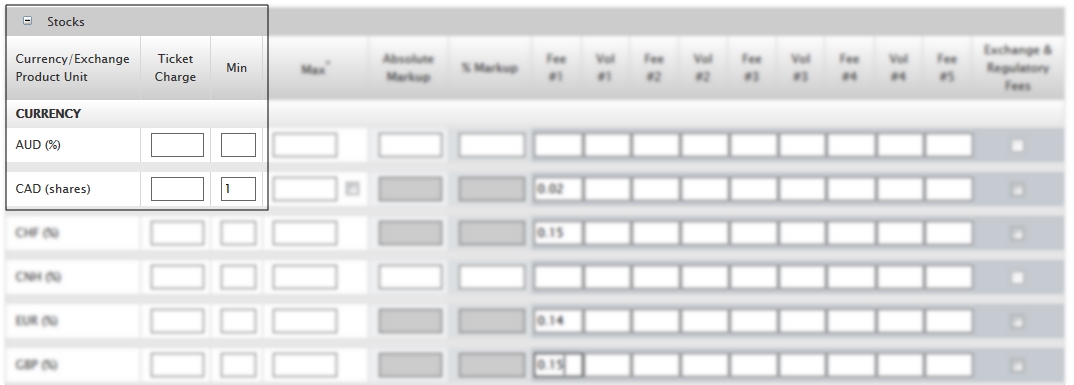 Stocks
Currency/Exchange Product Unit
Ticket Charge
Min
Max*
Absolute Markup
% Markup
Fee #1
Vol #1
Fee #2
Vol #2
Fee #3
Vol #3
Fee #4
Vol #4
Fee #5
Exchange & Regulatory Fees
CURRENCY
AUD (%)
CAD (shares) 1 0.02
CHF (%) 0.15
CNH (%)
EUR (%) 0.14
GBP (%) 0.15